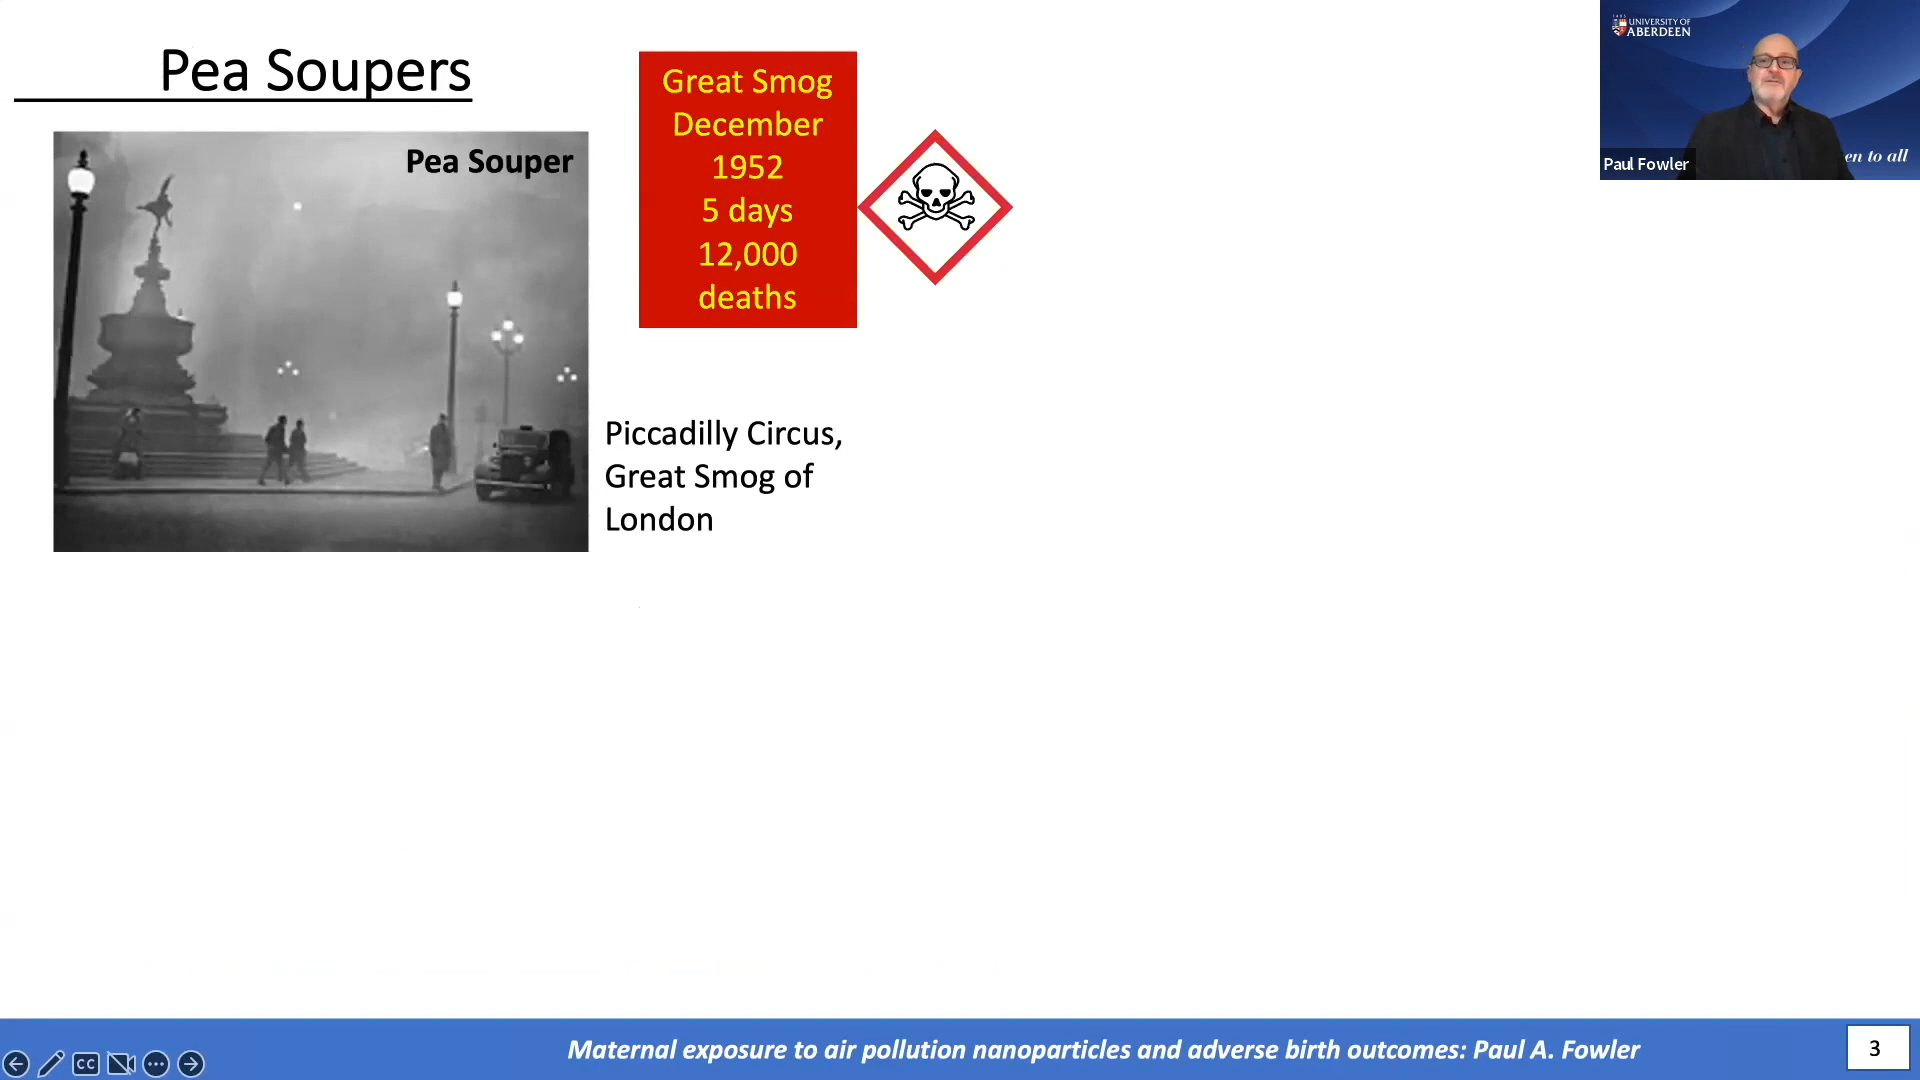 Pea Soupers
Pea Souper
Great Smog
December
1952
5 days
12,000
deaths
Piccadilly Circus,
Great Smog of
London
1495
UNIVERSITY OF
ABERDEEN
en to all
Paul Fowler
CC
Maternal exposure to air pollution nanoparticles and adverse birth outcomes: Paul A. Fowler
3